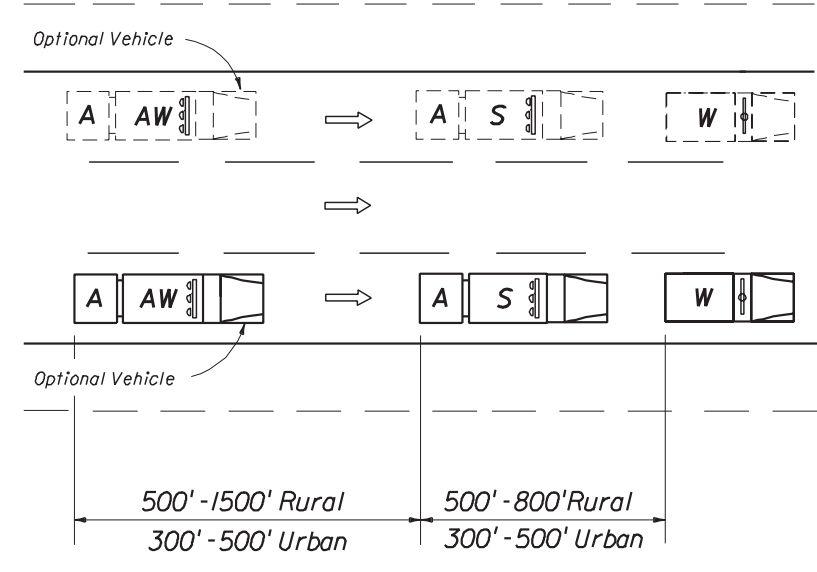 Optional Vehicle
A AW A S W
A AW A S W
Optional Vehicle
500'-1500' Rural 500'-800' Rural
300'-500' Urban 300'-500' Urban